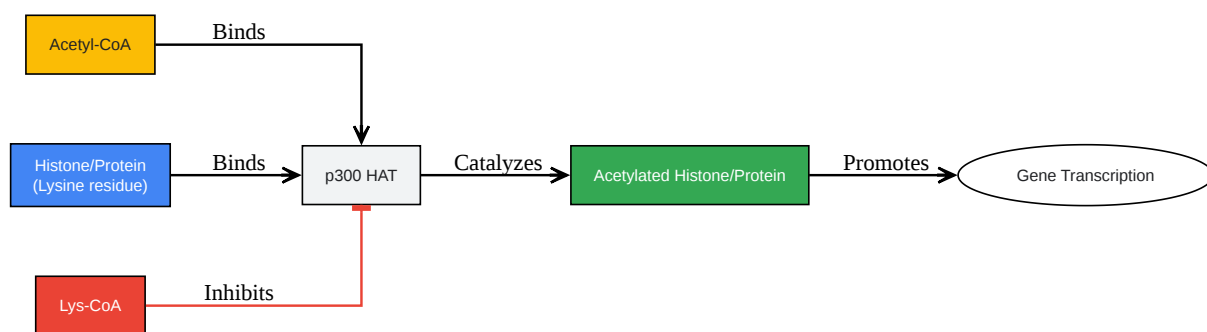 Acetyl-CoA
Binds
Histone/Protein
(Lysine residue)
Binds
p300 HAT
Catalyzes
Acetylated Histone/Protein
Promotes
Gene Transcription
Lys-CoA
Inhibits